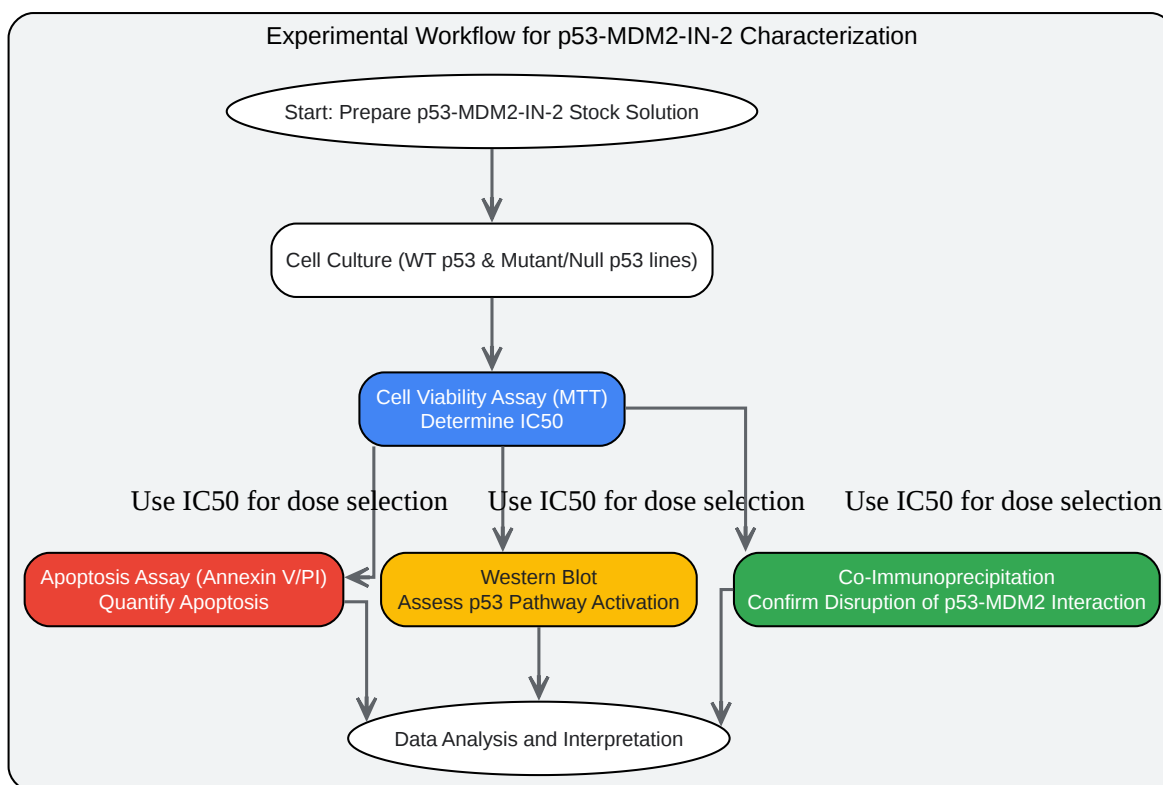 Experimental Workflow for p53-MDM2-IN-2 Characterization
Start: Prepare p53-MDM2-IN-2 Stock Solution
Cell Culture (WT p53 & Mutant/Null p53 lines)
Cell Viability Assay (MTT)
Determine IC50
Use IC50 for dose selection
Use IC50 for dose selection
Use IC50 for dose selection
Apoptosis Assay (Annexin V/PI)
Quantify Apoptosis
Western Blot
Assess p53 Pathway Activation
Co-Immunoprecipitation
Confirm Disruption of p53-MDM2 Interaction
Data Analysis and Interpretation